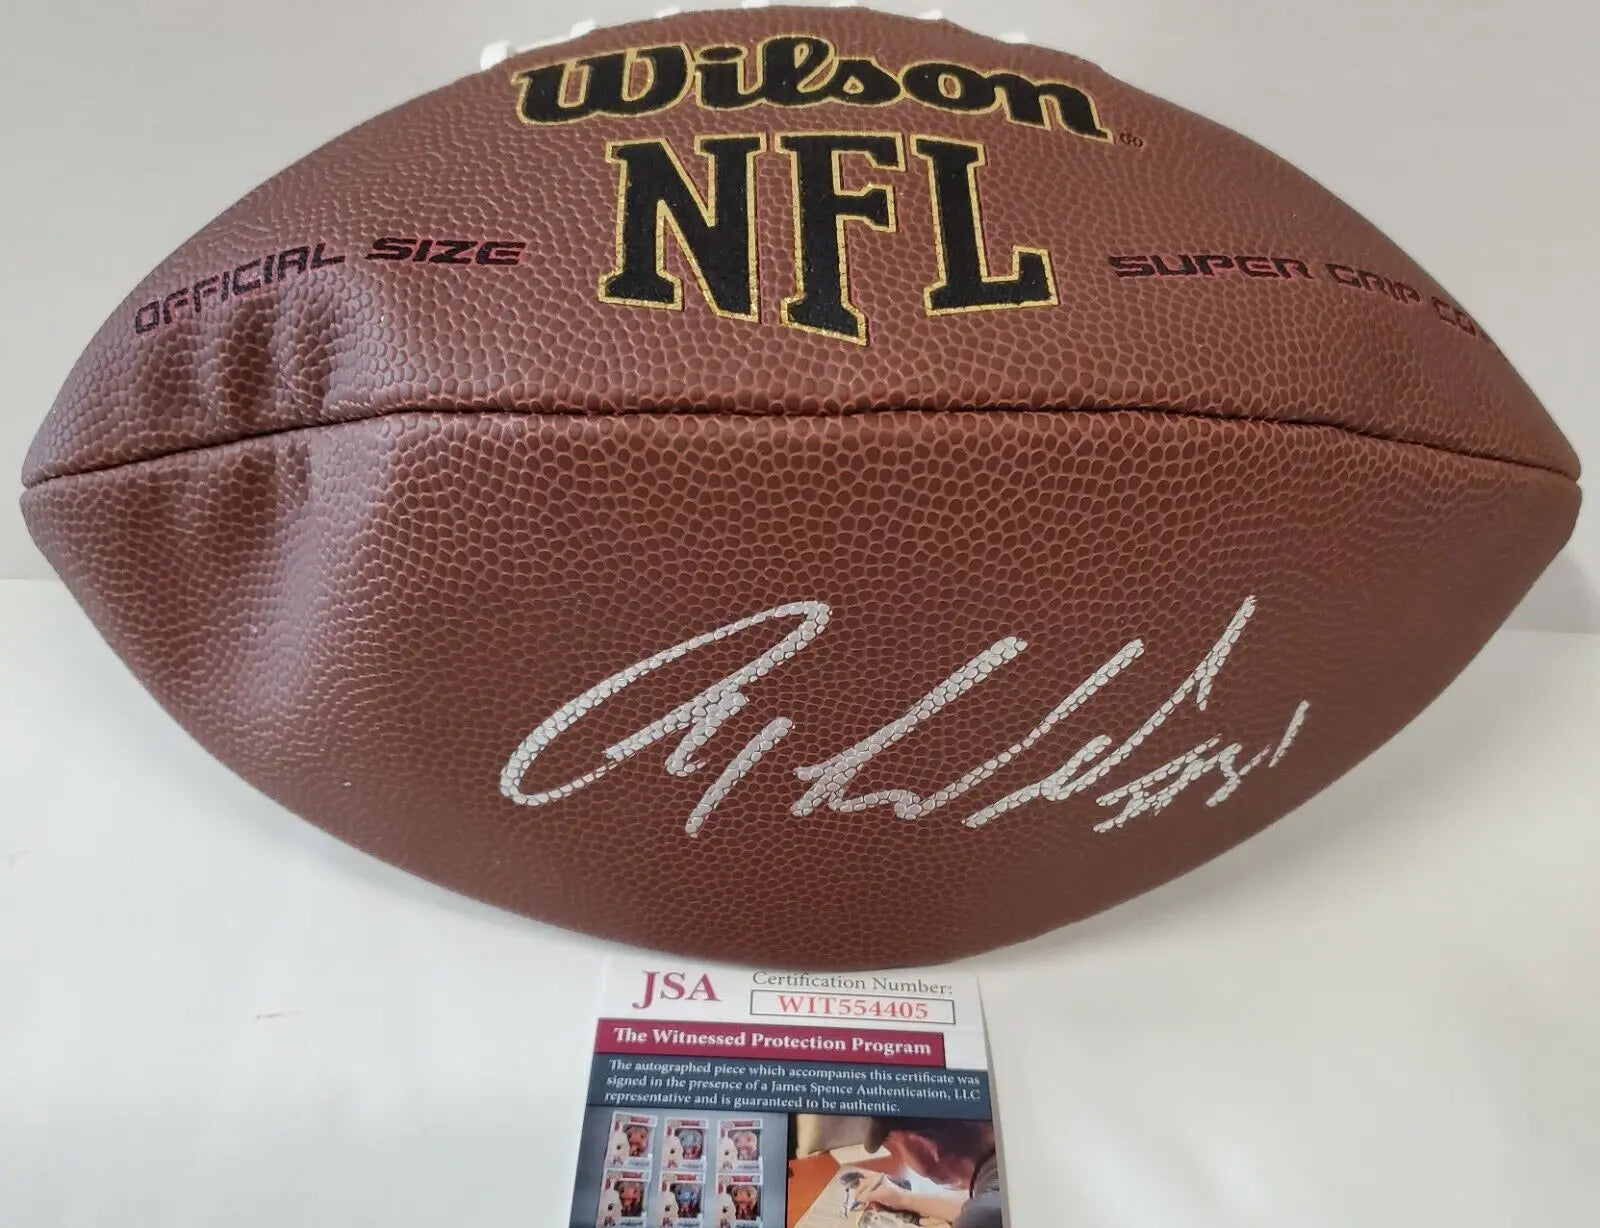 Wilson
NFL
OFFICIAL SIZE
SUPER GRIP
JSA
Certification Number:
WIT554405
The Witnessed Protection Program
The autographed piece which accompanies this certificate was
signed in the presence of a James Spence Authentication, LLC
representative and is guaranteed to be authentic.